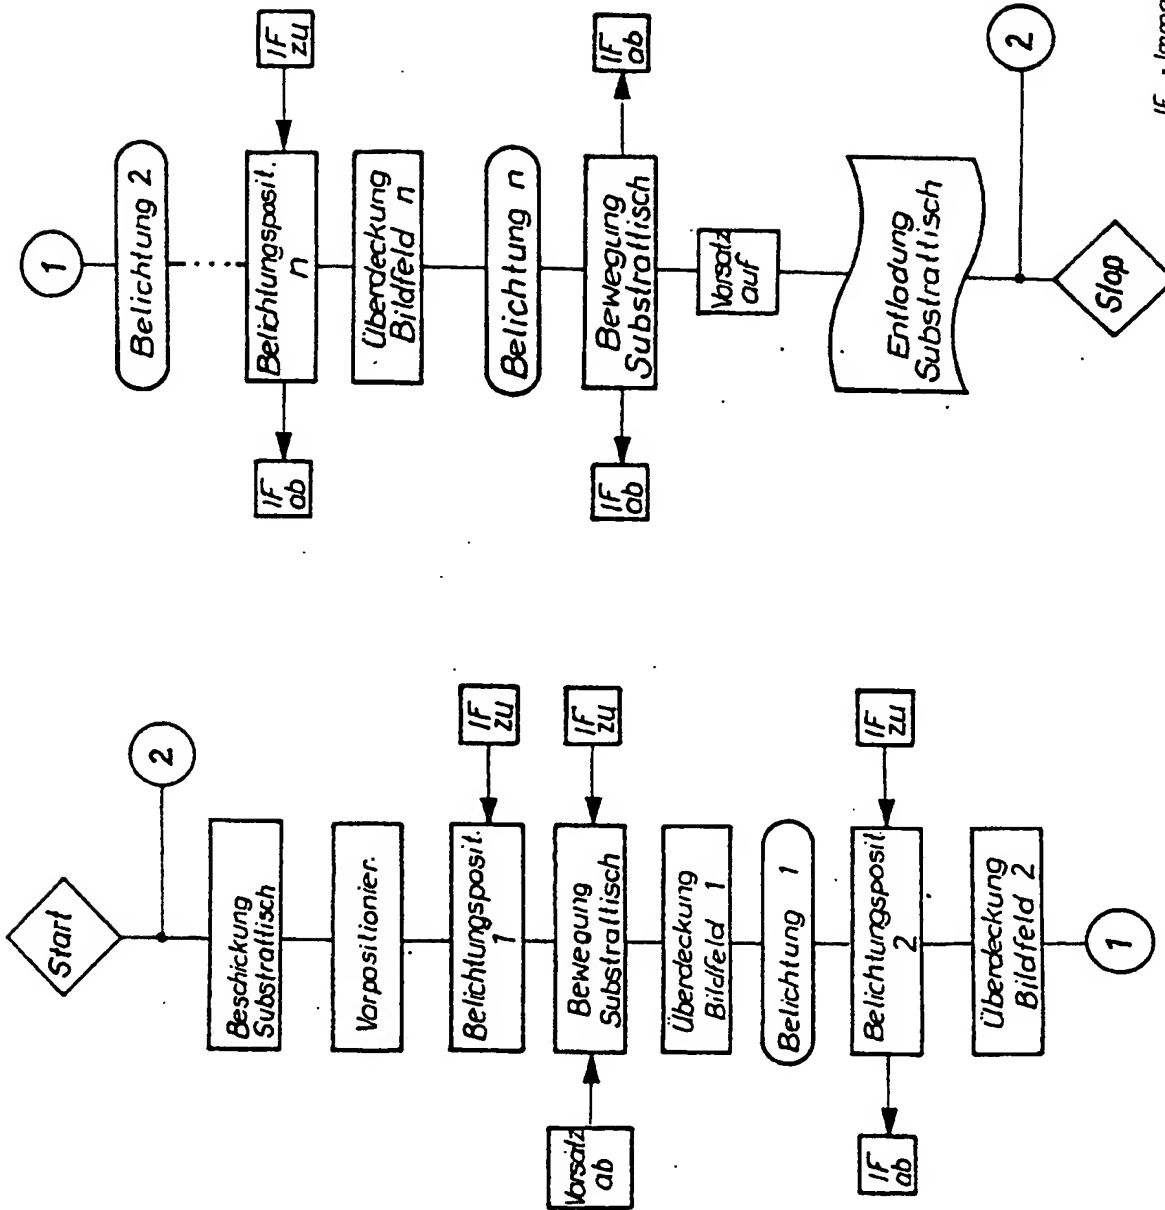 Start
2
Beschickung
Substrattisch
Vorpositionier.
Belichtungsposit.
1
IF
zu
Vorsatz
ab
Bewegung
Substrattisch
IF
zu
Überdeckung
Bildfeld 1
Belichtung 1
IF
ab
Belichtungsposit.
2
IF
zu
Überdeckung
Bildfeld 2
1
1
Belichtung 2
IF
ab
Belichtungsposit.
n
IF
zu
Überdeckung
Bildfeld n
Belichtung n
IF
ab
Bewegung
Substrattisch
IF
ab
Vorsatz
auf
Entladung
Substrattisch
2
Stop
IF